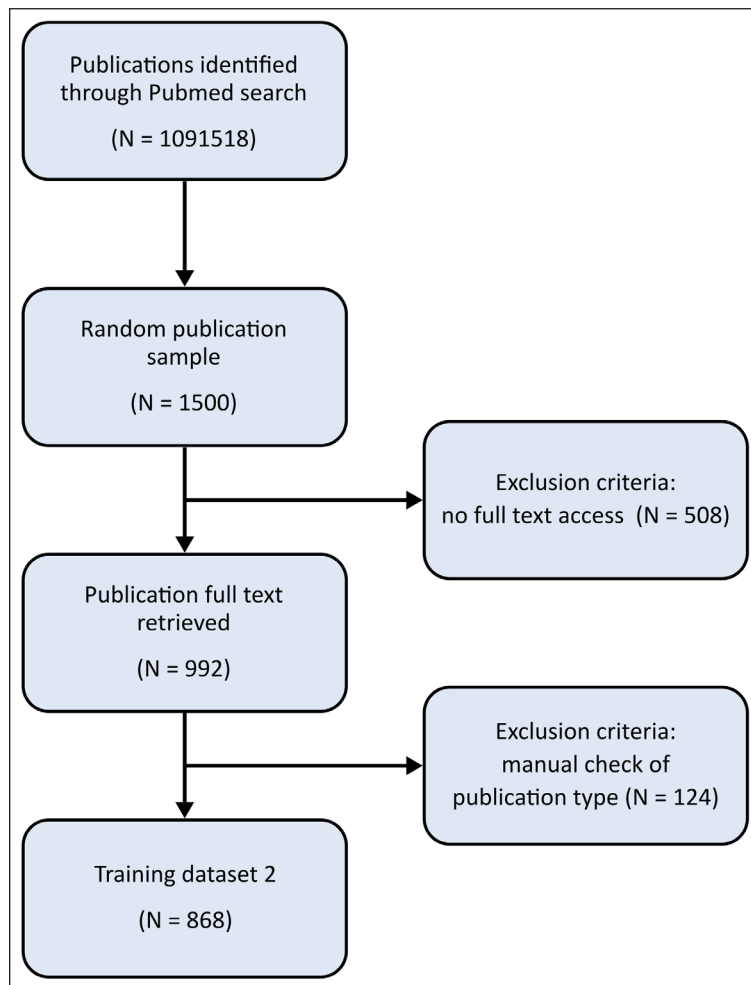 Publications identified
through Pubmed search
(N = 1091518)
Random publication
sample
(N = 1500)
Exclusion criteria:
no full text access (N = 508)
Publication full text
retrieved
(N = 992)
Exclusion criteria:
manual check of
publication type (N = 124)
Training dataset 2
(N = 868)